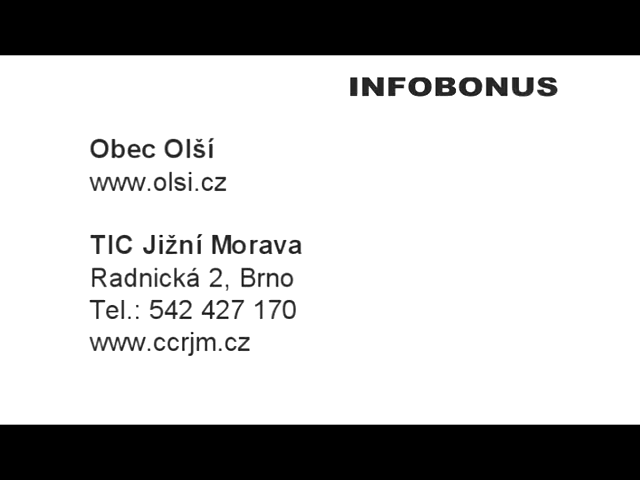 INFOBONUS
Obec Olší
www.olsi.cz
TIC Jižní Morava
Radnická 2, Brno
Tel.: 542 427 170
www.ccrjm.cz